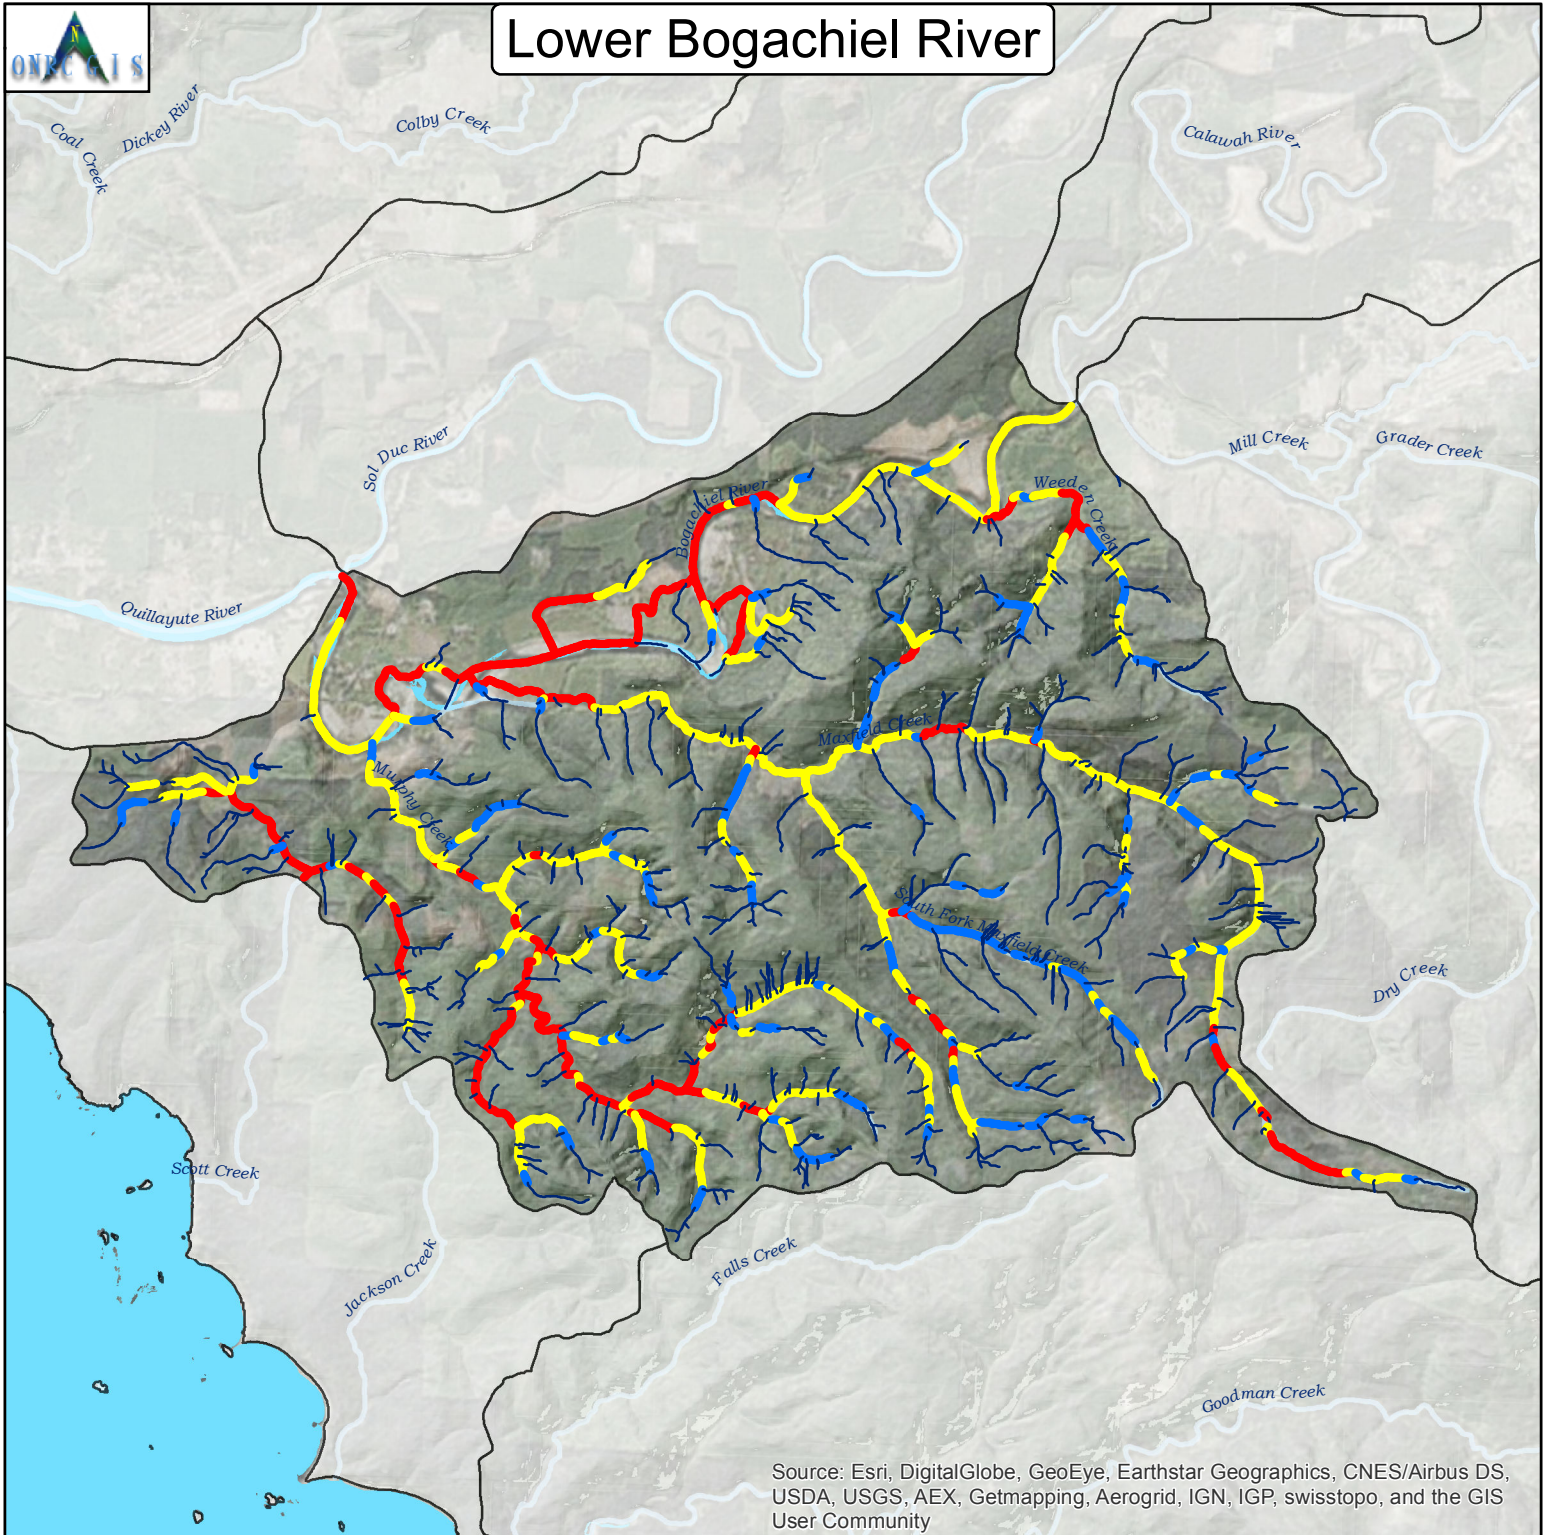 Lower Bogachiel River
N
ONRC GIS
Coal Creek
Dickey River
Colby Creek
Calawah River
Sol Duc River
Mill Creek
Grader Creek
Bogachiel River
Weeden Creek
Quillayute River
Maxfield Creek
Murphy Creek
South Fork Maxfield Creek
Dry Creek
Scott Creek
Jackson Creek
Falls Creek
Goodman Creek
Source: Esri, DigitalGlobe, GeoEye, Earthstar Geographics, CNES/Airbus DS,
USDA, USGS, AEX, Getmapping, Aerogrid, IGN, IGP, swisstopo, and the GIS
User Community